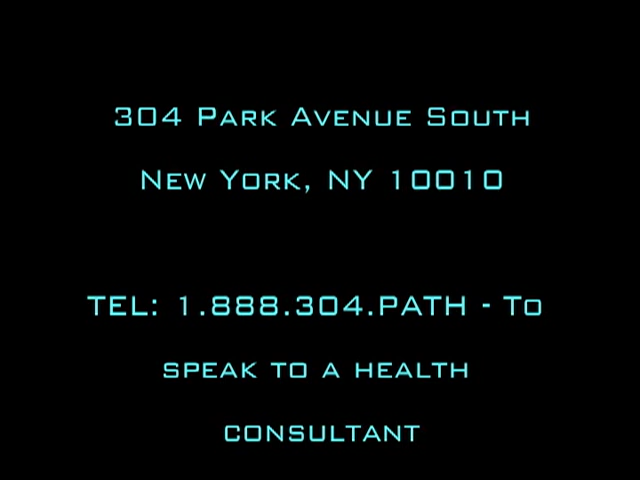 304 Park Avenue South
New York, NY 10010
TEL: 1.888.304.PATH - To
speak to a health
consultant